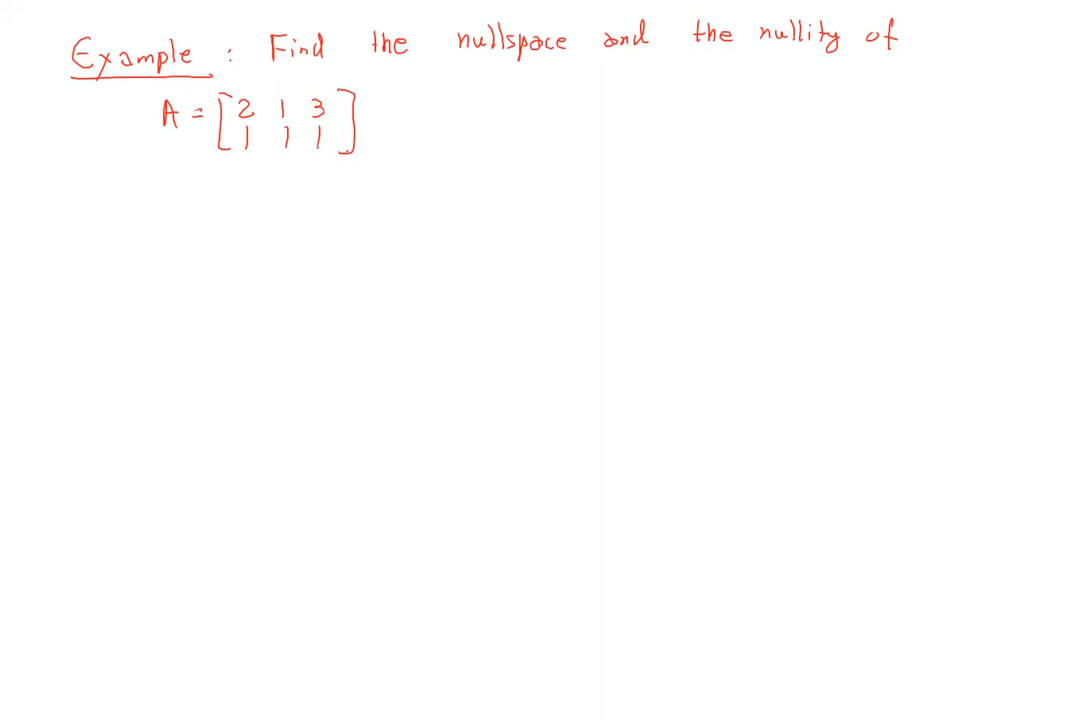 Example : Find the nullspace and the nullity of
A = [ 2 1 3
1 1 1 ]